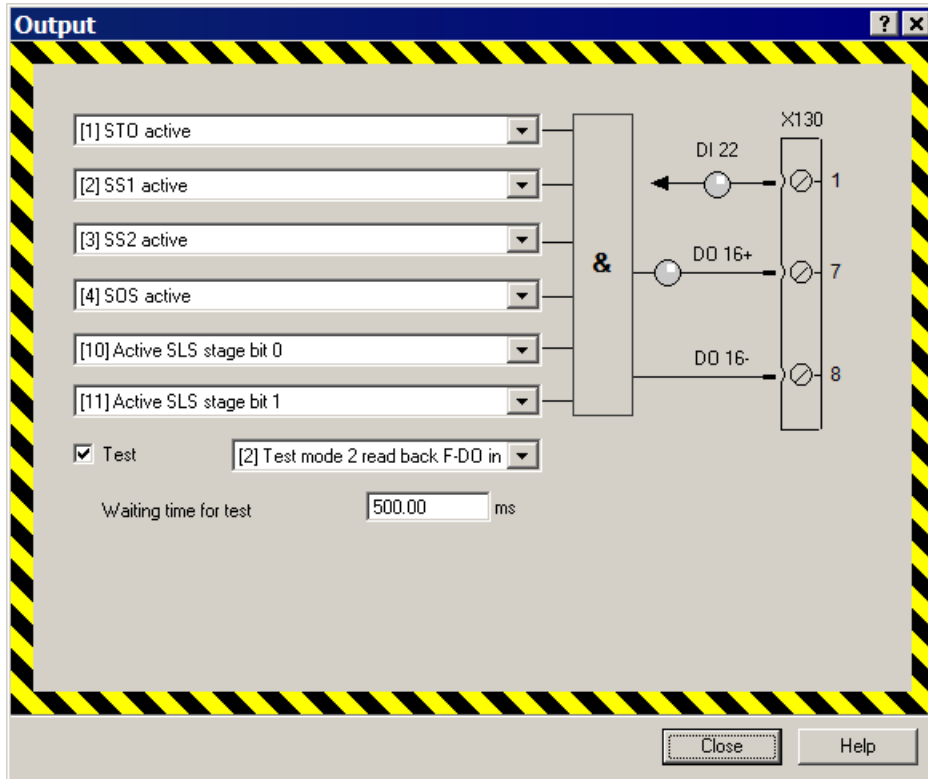 Output
[1] STO active
[2] SS1 active
[3] SS2 active
[4] SOS active
[10] Active SLS stage bit 0
[11] Active SLS stage bit 1
&
X130
DI 22
1
DO 16+
7
DO 16-
8
Test
[2] Test mode 2 read back F-DO in
Waiting time for test
500.00 ms
Close
Help